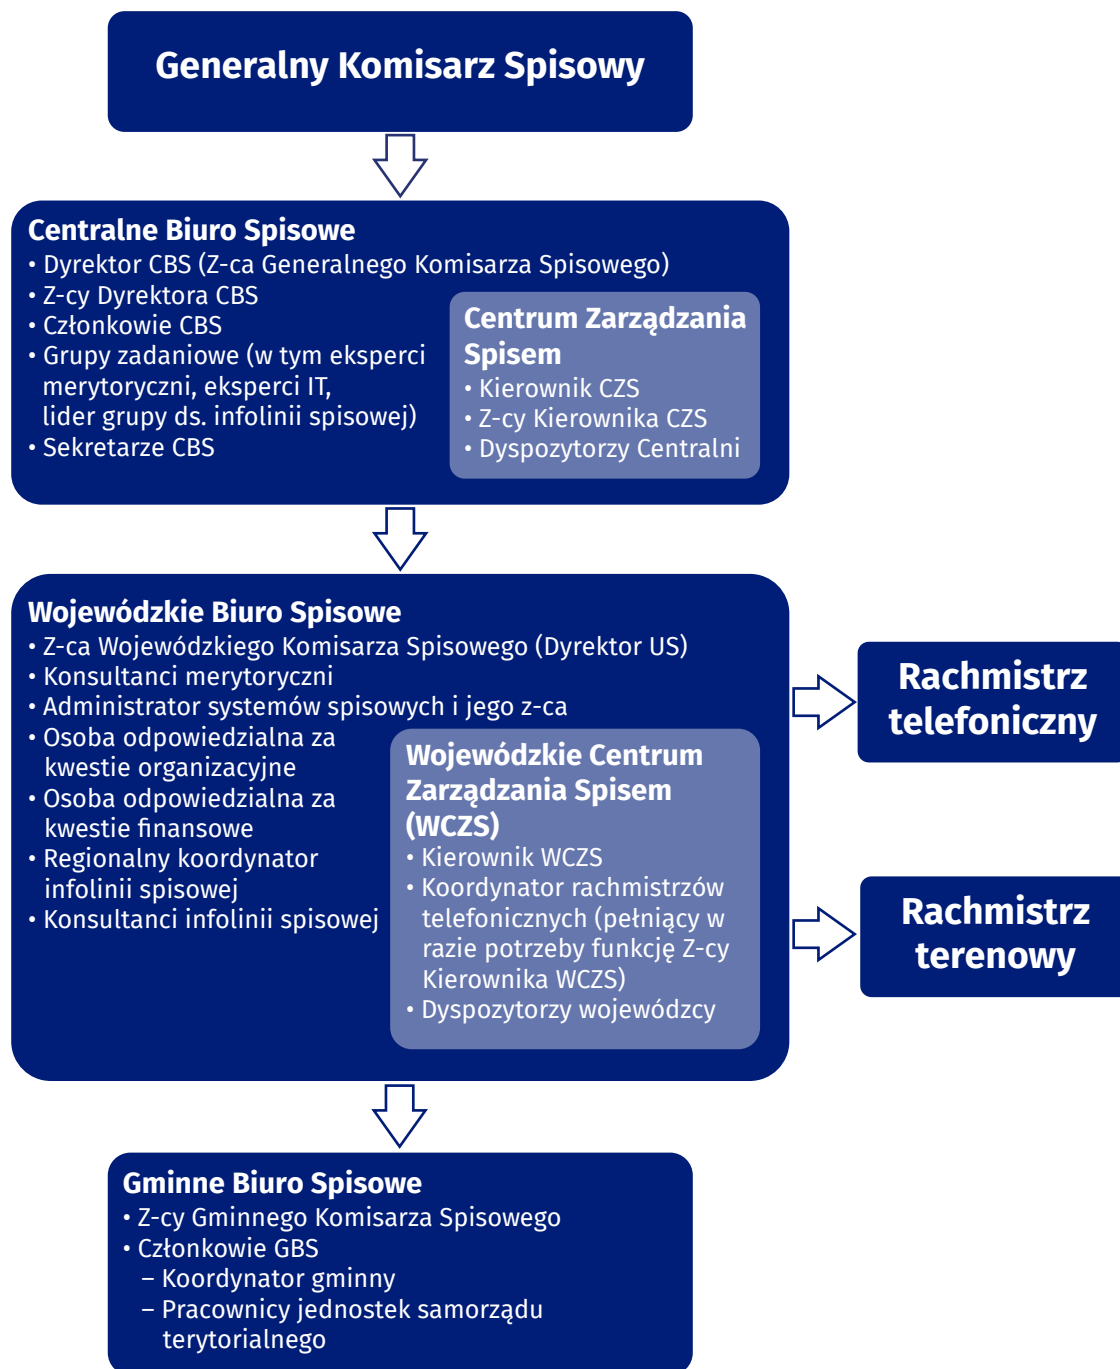 Generalny Komisarz Spisowy
Centralne Biuro Spisowe
• Dyrektor CBS (Z-ca Generalnego Komisarza Spisowego)
• Z-cy Dyrektora CBS
• Członkowie CBS
• Grupy zadaniowe (w tym eksperci
merytoryczni, eksperci IT,
lider grupy ds. infolinii spisowej)
• Sekretarze CBS
Centrum Zarządzania
Spisem
• Kierownik CZS
• Z-cy Kierownika CZS
• Dyspozytorzy Centralni
Wojewódzkie Biuro Spisowe
• Z-ca Wojewódzkiego Komisarza Spisowego (Dyrektor US)
• Konsultanci merytoryczni
• Administrator systemów spisowych i jego z-ca
• Osoba odpowiedzialna za
kwestie organizacyjne
• Osoba odpowiedzialna za
kwestie finansowe
• Regionalny koordynator
infolinii spisowej
• Konsultanci infolinii spisowej
Wojewódzkie Centrum
Zarządzania Spisem
(WCZS)
• Kierownik WCZS
• Koordynator rachmistrzów
telefonicznych (pełniący w
razie potrzeby funkcję Z-cy
Kierownika WCZS)
• Dyspozytorzy wojewódzcy
Rachmistrz
telefoniczny
Rachmistrz
terenowy
Gminne Biuro Spisowe
• Z-cy Gminnego Komisarza Spisowego
• Członkowie GBS
– Koordynator gminny
– Pracownicy jednostek samorządu
terytorialnego